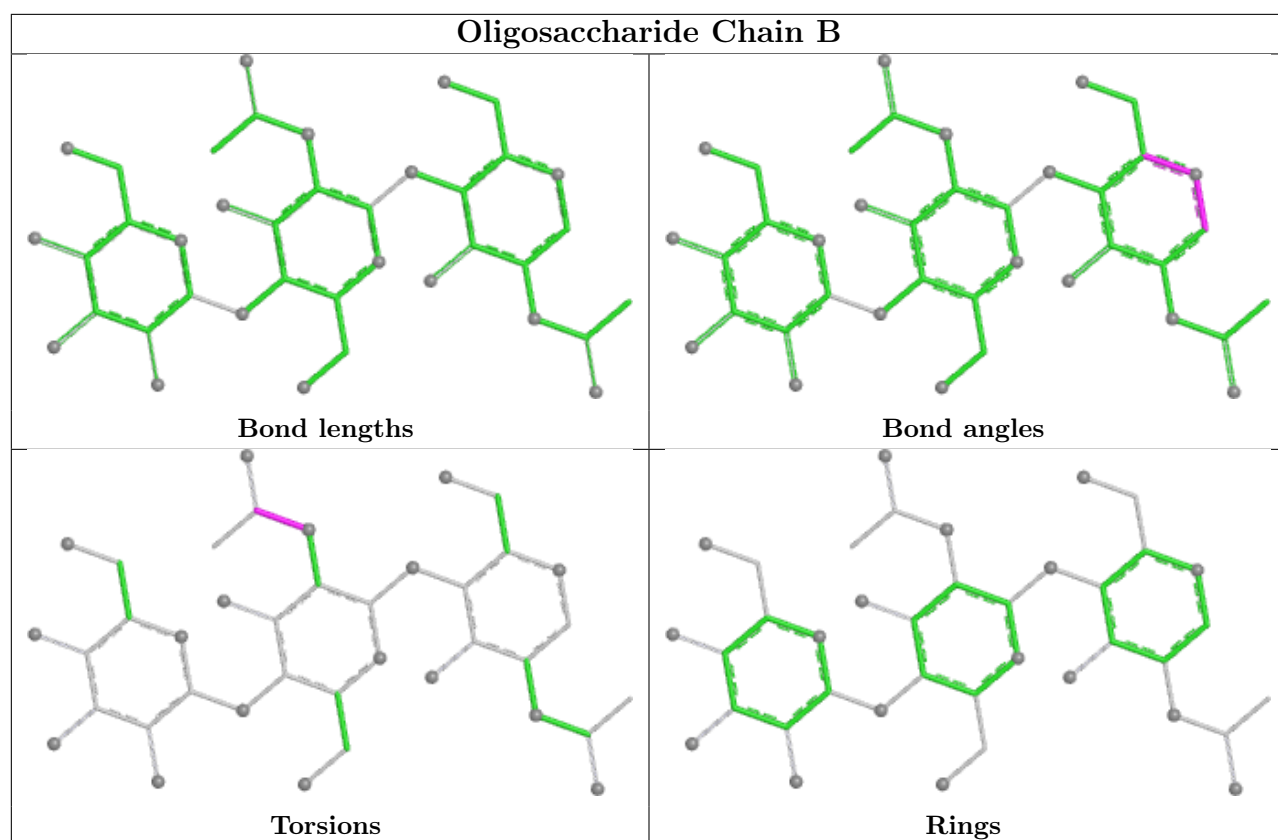 Oligosaccharide Chain B
Bond lengths
Bond angles
Torsions
Rings